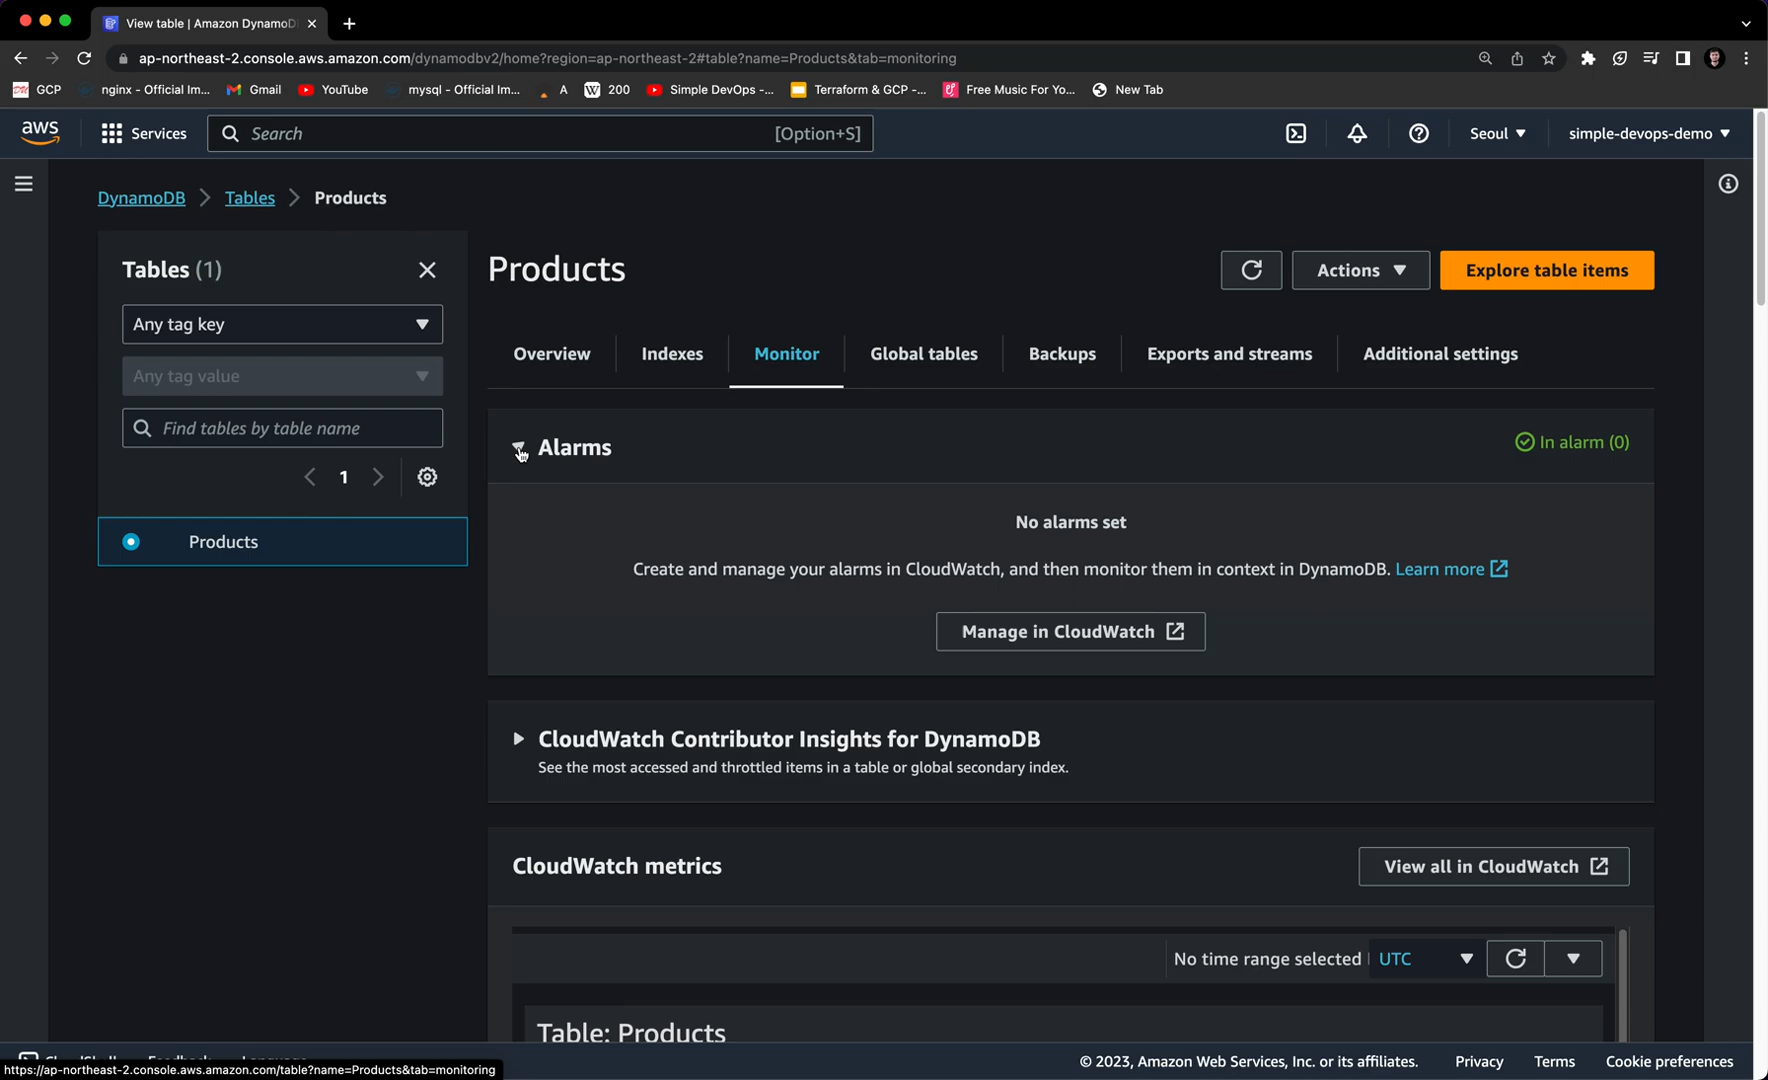 View table | Amazon DynamoD
ap-northeast-2.console.aws.amazon.com/dynamodbv2/home?region=ap-northeast-2#table?name=Products&tab=monitoring
GCP
nginx - Official Im...
Gmail
YouTube
mysql - Official Im...
A
200
Simple DevOps -...
Terraform & GCP -...
Free Music For Yo...
New Tab
aws
Services
Search
[Option+S]
Seoul
simple-devops-demo
DynamoDB
Tables
Products
Tables (1)
Any tag key
Any tag value
Find tables by table name
1
Products
Products
Actions
Explore table items
Overview
Indexes
Monitor
Global tables
Backups
Exports and streams
Additional settings
Alarms
In alarm (0)
No alarms set
Create and manage your alarms in CloudWatch, and then monitor them in context in DynamoDB. Learn more
Manage in CloudWatch
CloudWatch Contributor Insights for DynamoDB
See the most accessed and throttled items in a table or global secondary index.
CloudWatch metrics
View all in CloudWatch
No time range selected
UTC
Table: Products
CloudShell
Feedback
Language
https://ap-northeast-2.console.aws.amazon.com/table?name=Products&tab=monitoring
© 2023, Amazon Web Services, Inc. or its affiliates.
Privacy
Terms
Cookie preferences